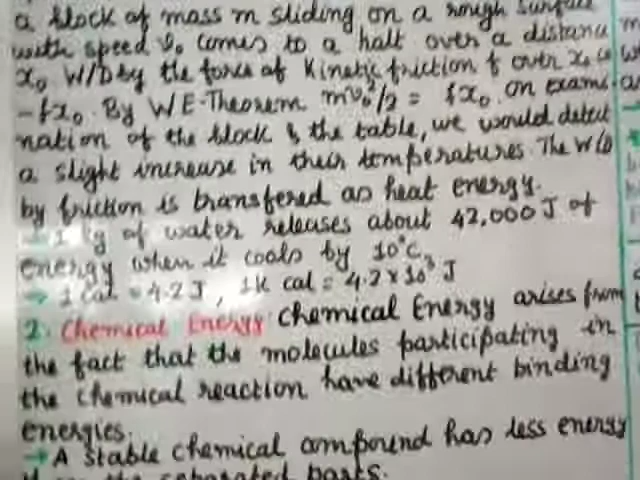 a block of mass m sliding on a rough surface
with speed v₀ comes to a halt over a distance
x₀. W/D by the force of Kinetic friction f over x₀ is
-fx₀. By WE-Theorem mv₀²/2 = fx₀. On exami-
nation of the block & the table, we would detect
a slight increase in their temperatures. The W/D
by friction is transfered as heat energy.
→ 1 kg of water releases about 42,000 J of
energy when it cools by 10°C.
→ 1 cal = 4.2 J, 1K cal = 4.2 x 10³ J
2. Chemical Energy Chemical Energy arises from
the fact that the molecules participating in
the chemical reaction have different binding
energies.
→ A stable chemical compound has less energy
the separated parts.